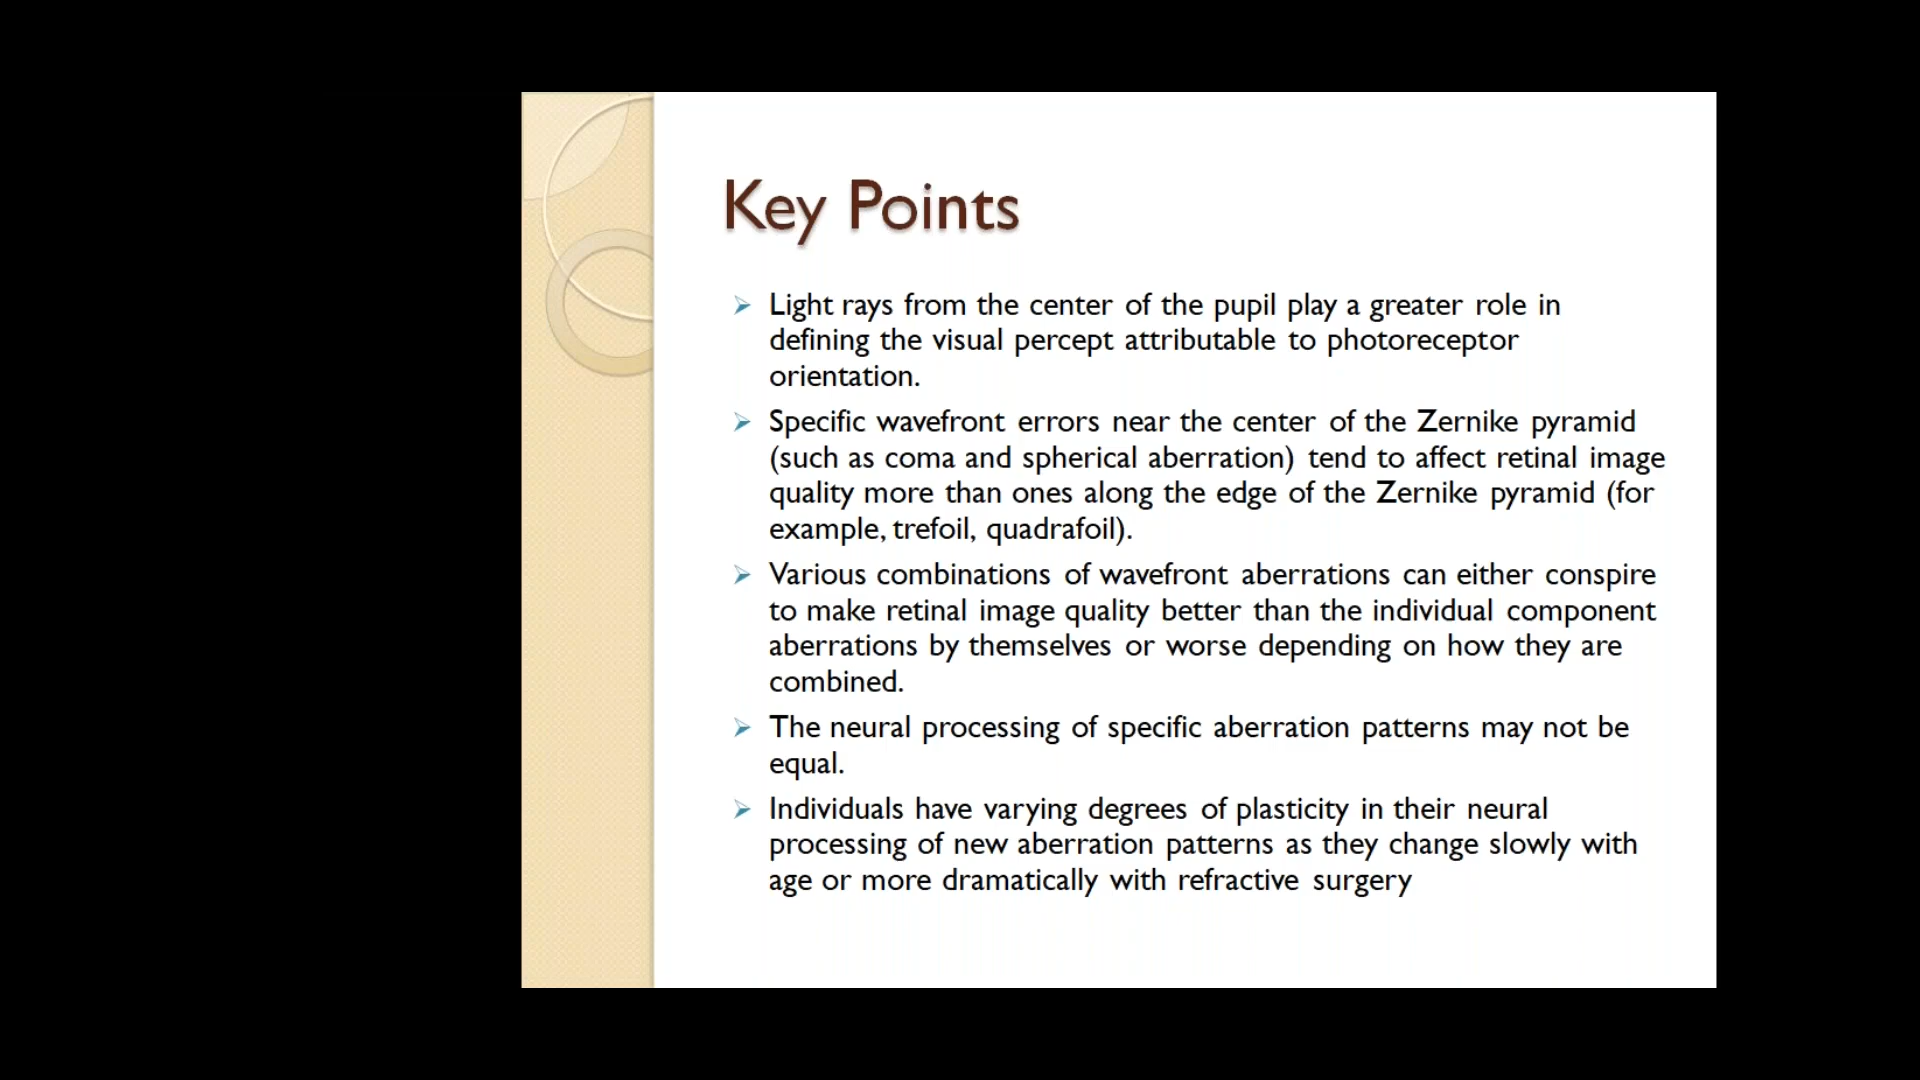 Key Points
Light rays from the center of the pupil play a greater role in
defining the visual percept attributable to photoreceptor
orientation.
Specific wavefront errors near the center of the Zernike pyramid
(such as coma and spherical aberration) tend to affect retinal image
quality more than ones along the edge of the Zernike pyramid (for
example, trefoil, quadrafoil).
Various combinations of wavefront aberrations can either conspire
to make retinal image quality better than the individual component
aberrations by themselves or worse depending on how they are
combined.
The neural processing of specific aberration patterns may not be
equal.
Individuals have varying degrees of plasticity in their neural
processing of new aberration patterns as they change slowly with
age or more dramatically with refractive surgery